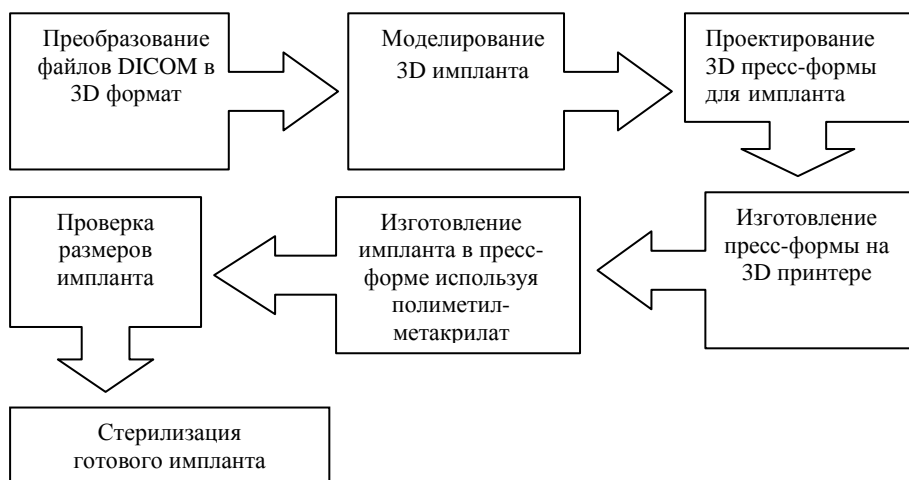 Преобразование
файлов DICOM в
3D формат
Моделирование
3D импланта
Проектирование
3D пресс-формы
для импланта
Изготовление
пресс-формы на
3D принтере
Изготовление
импланта в пресс-
форме используя
полиметил-
метакрилат
Проверка
размеров
импланта
Стерилизация
готового импланта